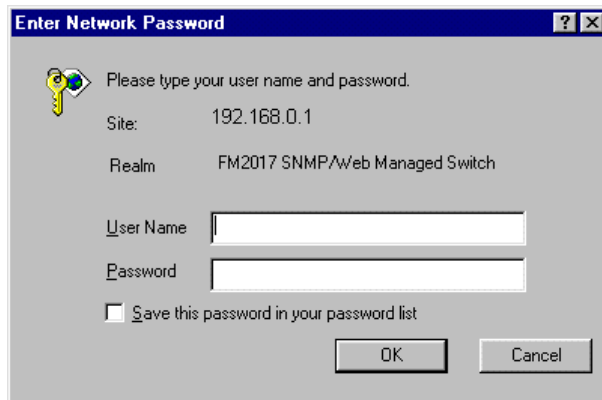 Enter Network Password
Please type your user name and password.
Site: 192.168.0.1
Realm FM2017 SNMP/Web Managed Switch
User Name
Password
Save this password in your password list
OK Cancel